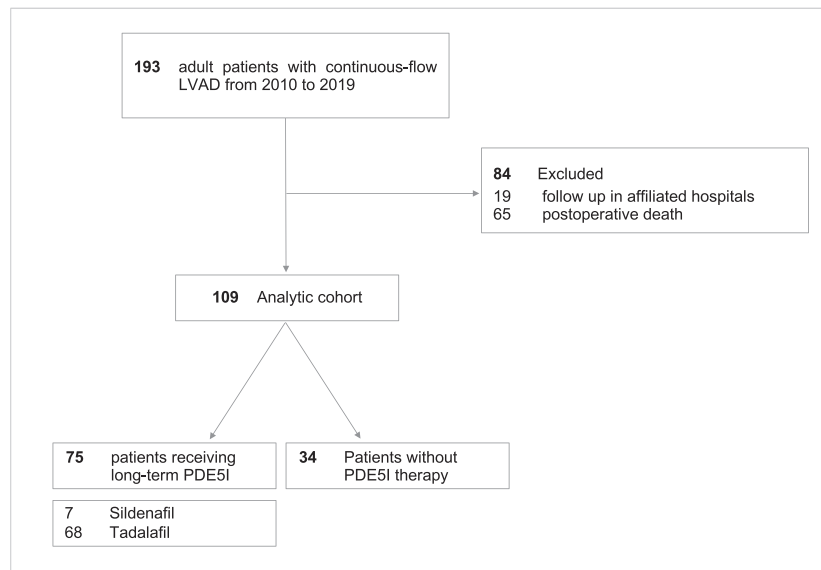 193 adult patients with continuous-flow
LVAD from 2010 to 2019
84 Excluded
19 follow up in affiliated hospitals
65 postoperative death
109 Analytic cohort
75 patients receiving
long-term PDE5I
34 Patients without
PDE5I therapy
7 Sildenafil
68 Tadalafil